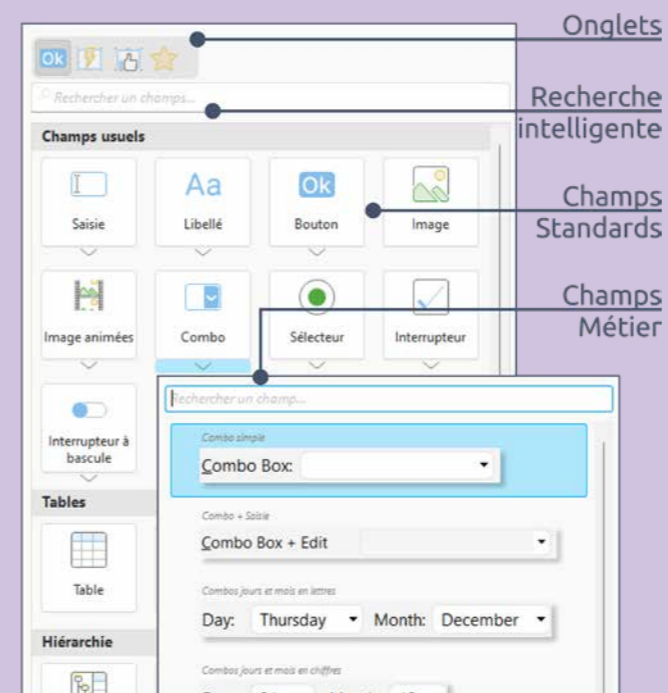 Onglets
Ok
Rechercher un champs...
Recherche
intelligente
Champs usuels
Aa
Ok
Saisie
Libellé
Bouton
Image
Champs
Standards
Image animées
Combo
Sélecteur
Interrupteur
Champs
Métier
Rechercher un champ...
Interrupteur à
bascule
Combo simple
Combo Box:
Tables
Combo + Saisie
Combo Box + Edit
Table
Combos jours et mois en lettres
Day: Thursday Month: December
Hiérarchie
Combos jours et mois en chiffres